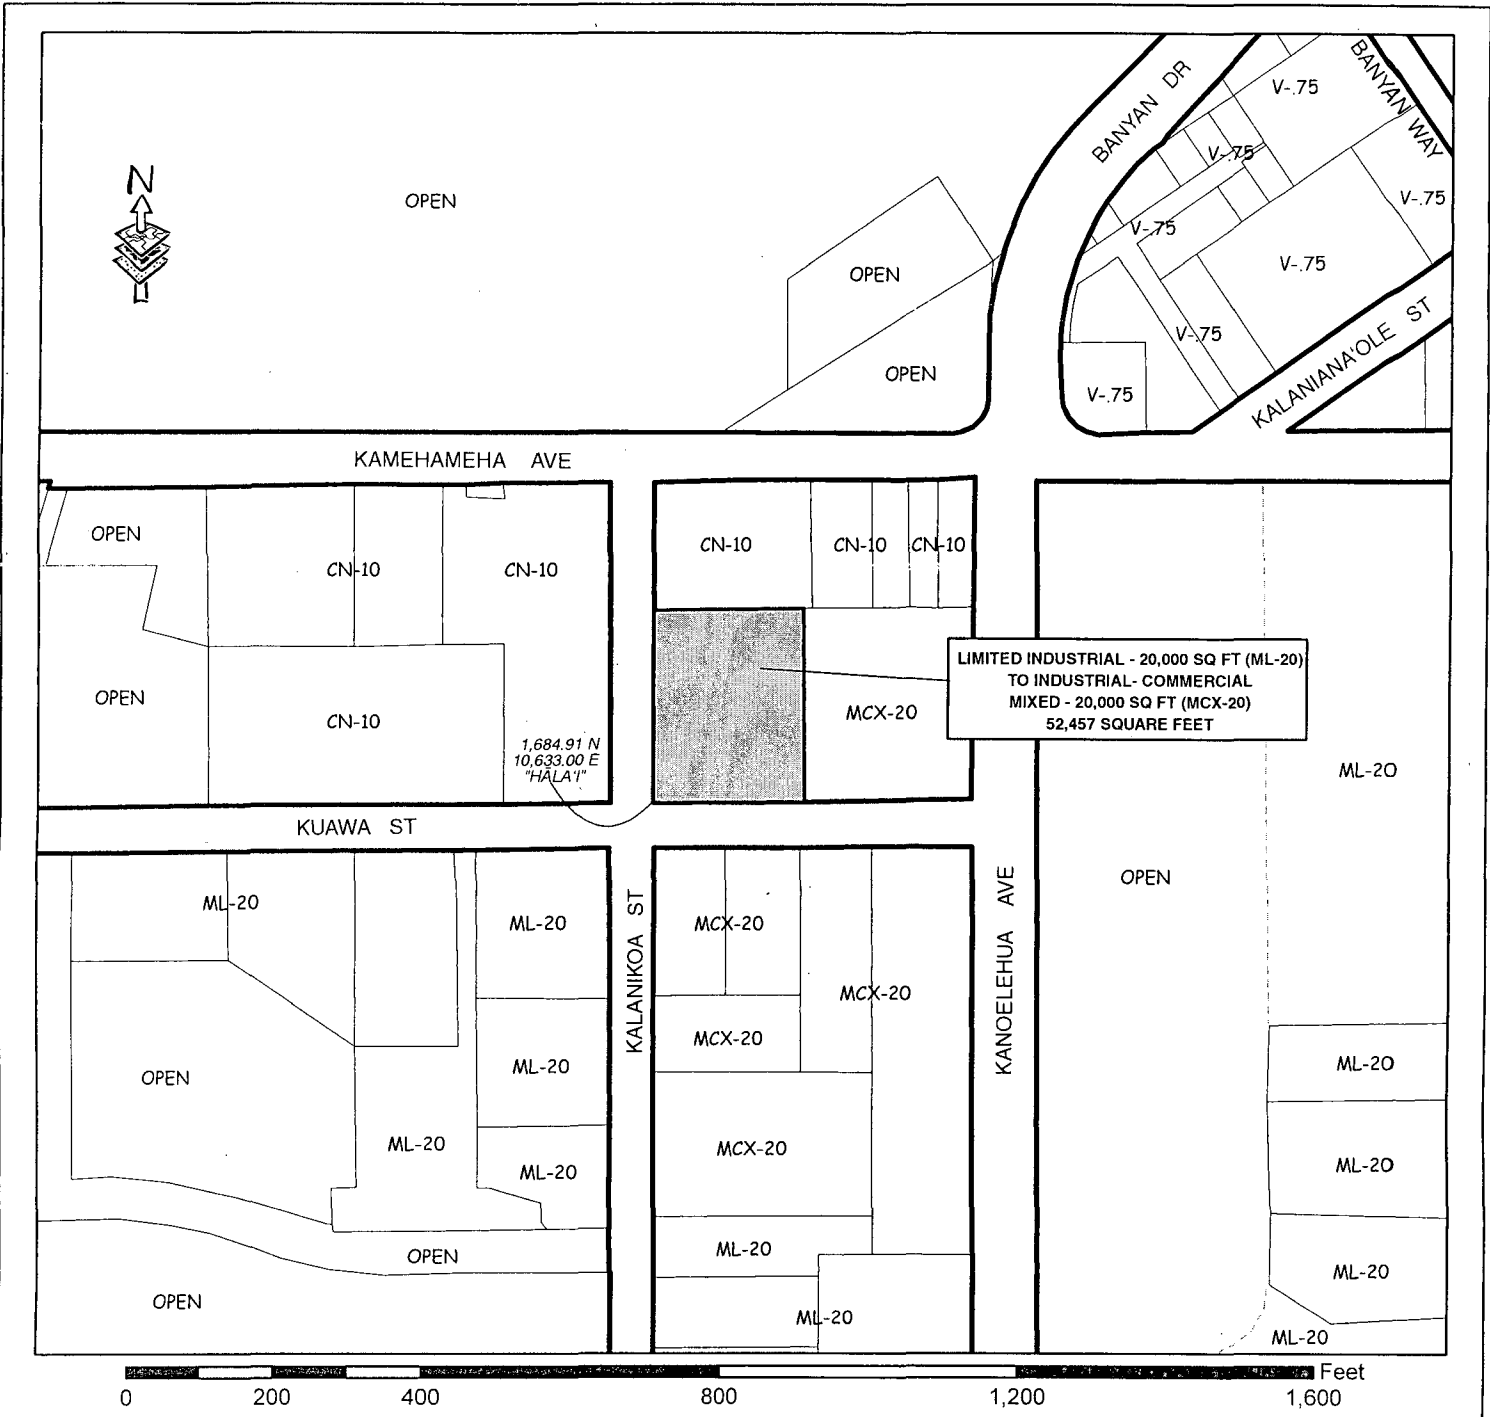 BANYAN DR
BANYAN WAY
V-.75
V-.75
V-.75
V-.75
V-.75
V-.75
V-.75
KALANIANA'OLE ST
N
OPEN
OPEN
OPEN
KAMEHAMEHA AVE
OPEN
CN-10
CN-10
CN-10
CN-10
CN-10
OPEN
CN-10
MCX-20
LIMITED INDUSTRIAL - 20,000 SQ FT (ML-20)
TO INDUSTRIAL- COMMERCIAL
MIXED - 20,000 SQ FT (MCX-20)
52,457 SQUARE FEET
1,684.91 N
10,633.00 E
"HĀLA'I"
ML-20
KUAWA ST
OPEN
ML-20
ML-20
KALANIKOA ST
MCX-20
MCX-20
KANOELEHUA AVE
MCX-20
OPEN
ML-20
ML-20
ML-20
ML-20
MCX-20
ML-20
ML-20
OPEN
ML-20
ML-20
OPEN
ML-20
ML-20
0 200 400 800 1,200 1,600
Feet